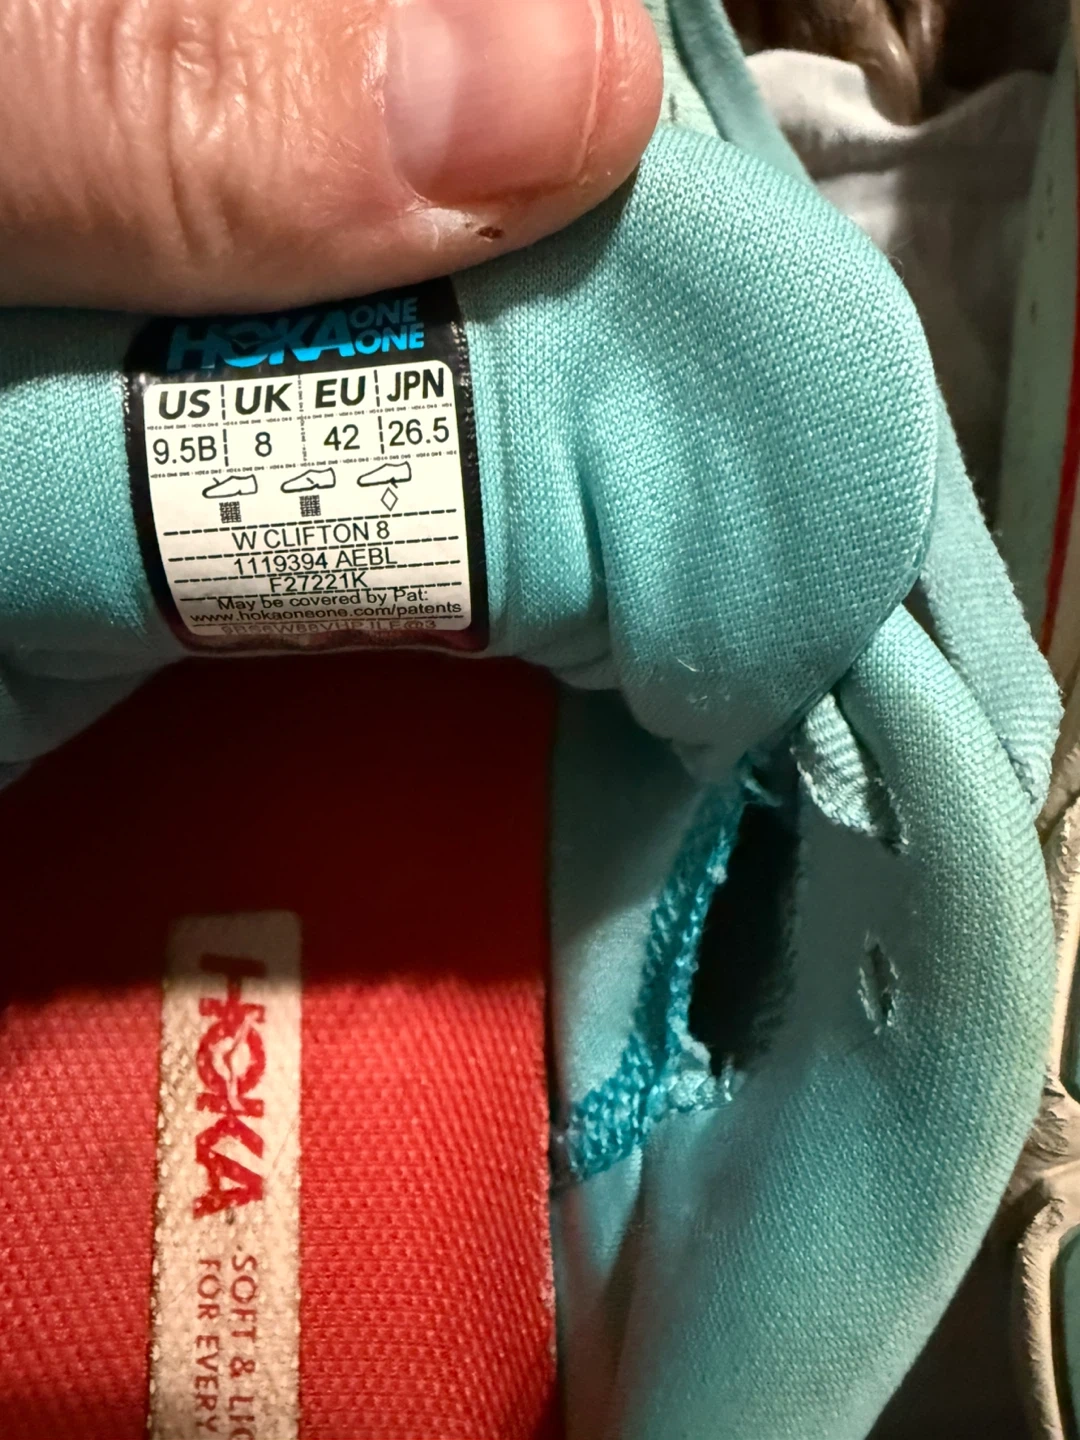 HOKA ONE ONE
US UK EU JPN
9.5B 8 42 26.5
W CLIFTON 8
1119394 AEBL
F27221K
May be covered by Pat:
www.hokaoneone.com/patents
HOKA
SOFT &
FOR EVERY